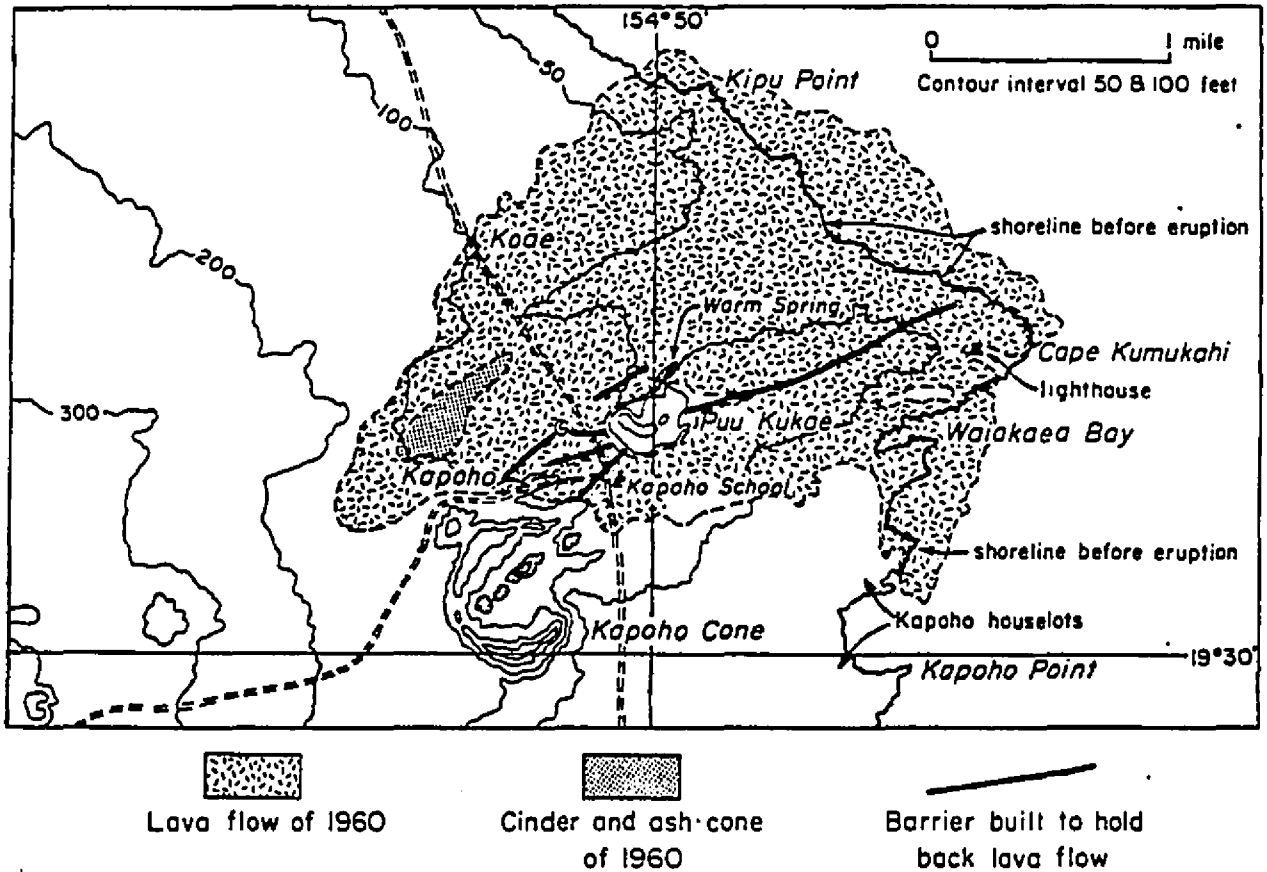 154°50'
0 1 mile
Contour interval 50 & 100 feet
Kipu Point
50
100
Koae
shoreline before eruption
200
Warm Spring
Cape Kumukahi
lighthouse
300
Puu Kukae
Waiakaea Bay
Kapoho
Kapoho School
shoreline before eruption
Kapoho houselots
Kapoho Cone
19°30'
Kapoho Point
Lava flow of 1960
Cinder and ash cone
of 1960
Barrier built to hold
back lava flow